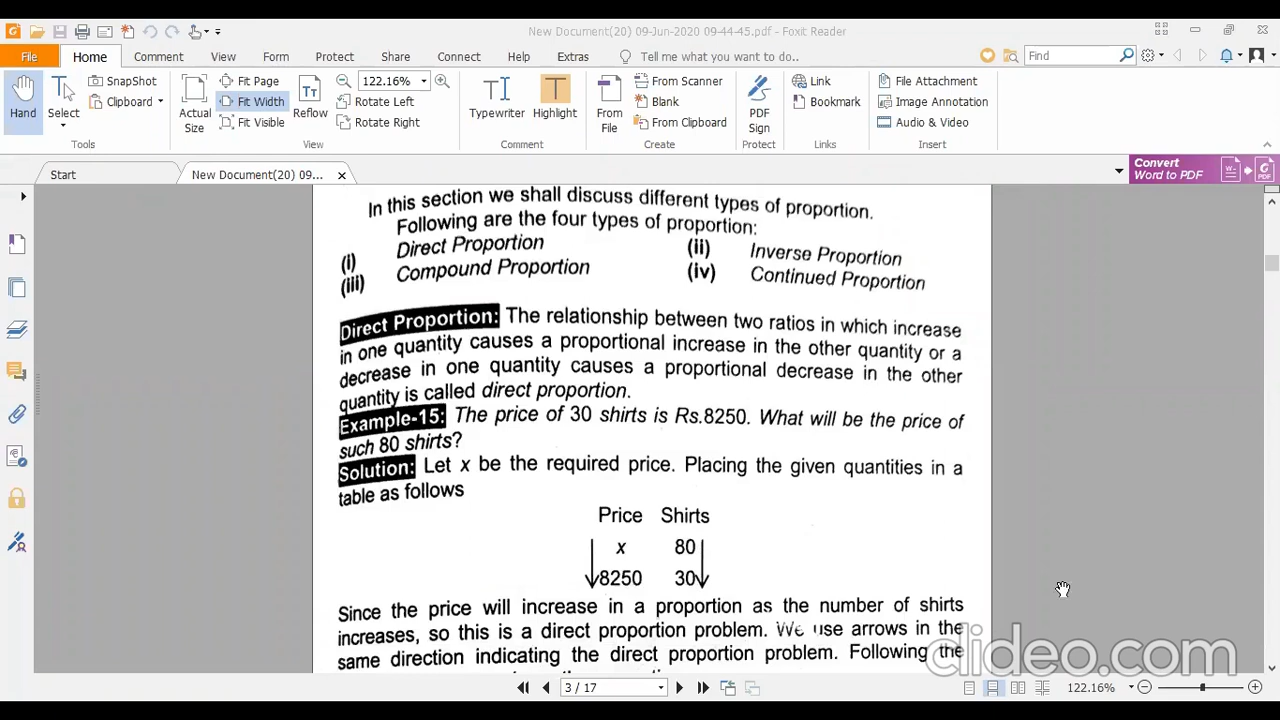 New Document(20) 09-Jun-2020 09-44-45.pdf - Foxit Reader
File Home Comment View Form Protect Share Connect Help Extras Tell me what you want to do.. Find
Hand
Select
SnapShot
Clipboard
Tools
Actual Size
Fit Page
Fit Width
Fit Visible
Reflow
122.16%
Rotate Left
Rotate Right
View
Typewriter
Highlight
Comment
From File
From Scanner
Blank
From Clipboard
Create
PDF Sign
Protect
Link
Bookmark
Links
File Attachment
Image Annotation
Audio & Video
Insert
Start
New Document(20) 09...
Convert
Word to PDF
In this section we shall discuss different types of proportion.
Following are the four types of proportion:
(i) Direct Proportion (ii) Inverse Proportion
(iii) Compound Proportion (iv) Continued Proportion
Direct Proportion: The relationship between two ratios in which increase
in one quantity causes a proportional increase in the other quantity or a
decrease in one quantity causes a proportional decrease in the other
quantity is called direct proportion.
Example-15: The price of 30 shirts is Rs.8250. What will be the price of
such 80 shirts?
Solution: Let x be the required price. Placing the given quantities in a
table as follows
Price Shirts
x 80
8250 30
Since the price will increase in a proportion as the number of shirts
increases, so this is a direct proportion problem. We use arrows in the
same direction indicating the direct proportion problem. Following the
clideo.com
3 / 17
122.16%